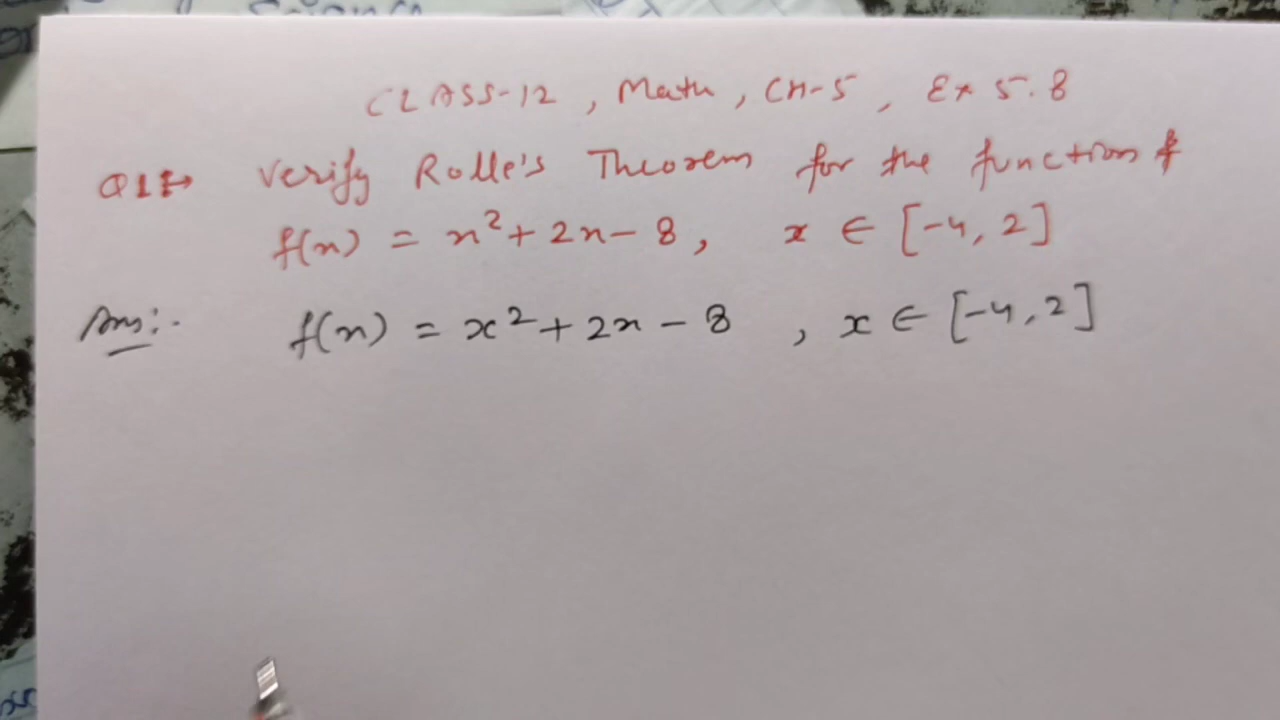 Science
CLASS-12, Math, CH-5, Ex 5.8
Q1 Verify Rolle's Theorem for the function
f(x) = x² + 2x - 8, x ∈ [-4, 2]
Ans:- f(x) = x² + 2x - 8 , x ∈ [-4, 2]